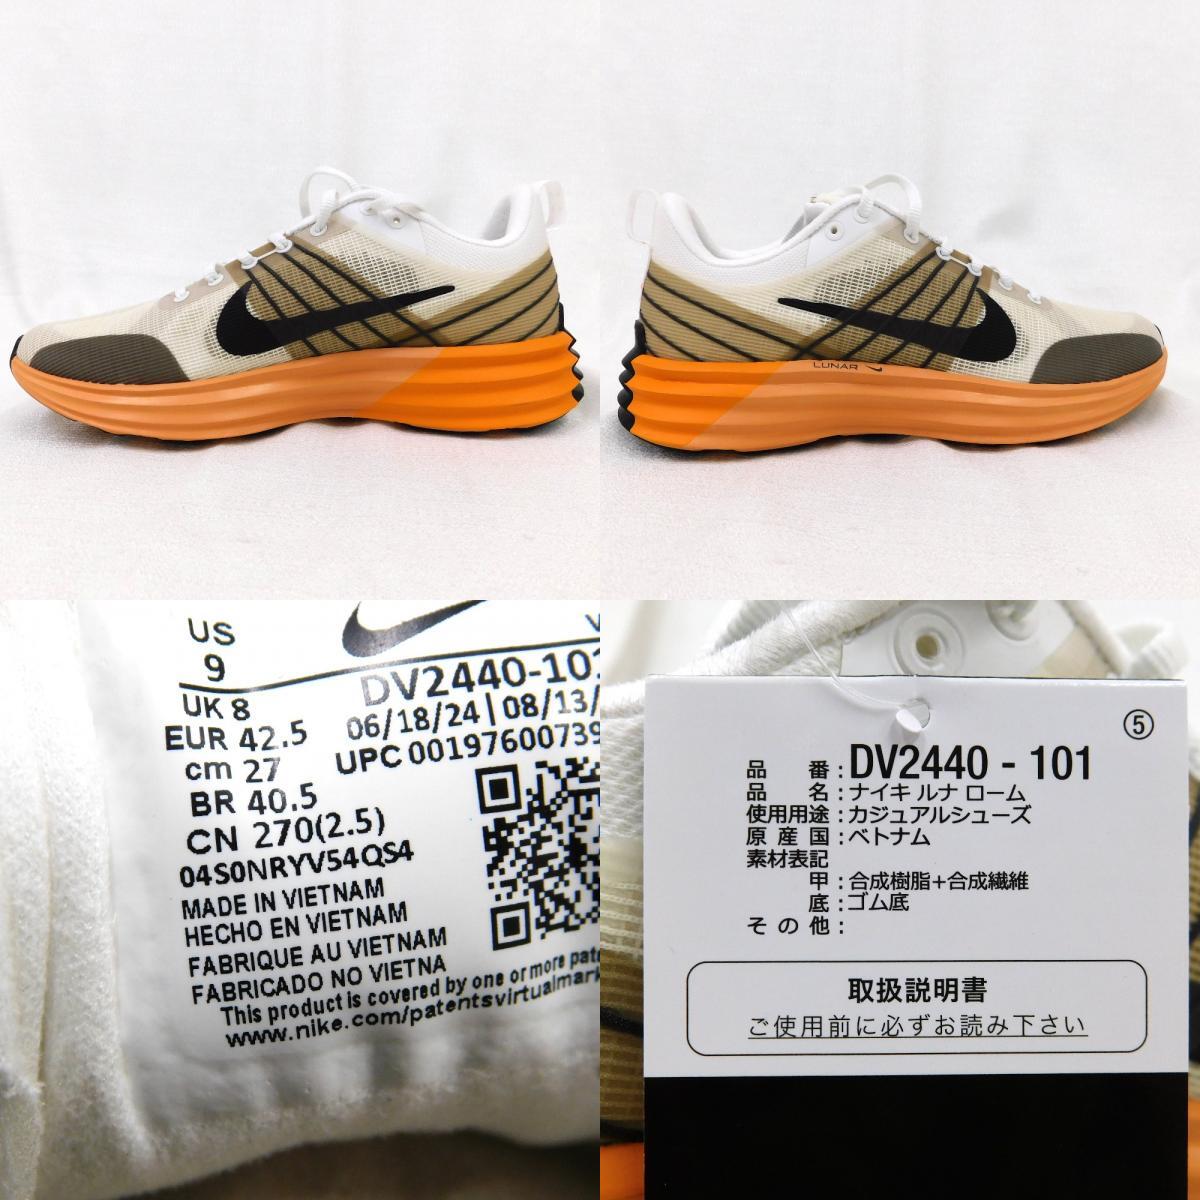 LUNAR
US
9
UK 8
EUR 42.5
cm 27
BR 40.5
CN 270(2.5)
DV2440-101
06/18/24 | 08/13/
UPC 00197600739
04S0NRYV54QS4
MADE IN VIETNAM
HECHO EN VIETNAM
FABRIQUE AU VIETNAM
FABRICADO NO VIETNA
This product is covered by one or more pate
www.nike.com/patentsvirtualmark
⑤
品 番:DV2440 - 101
品 名:ナイキ ルナ ローム
使用用途:カジュアルシューズ
原産国:ベトナム
素材表記
甲:合成樹脂+合成繊維
底:ゴム底
その他:
取扱説明書
ご使用前に必ずお読み下さい